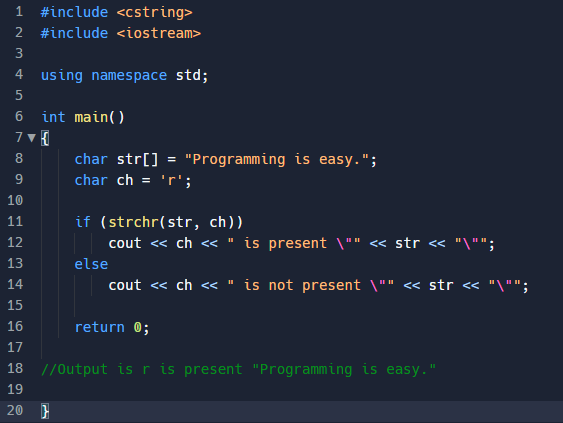 1 #include <cstring>
2 #include <iostream>
3
4 using namespace std;
5
6 int main()
7 {
8     char str[] = "Programming is easy.";
9     char ch = 'r';
10
11     if (strchr(str, ch))
12         cout << ch << " is present \"" << str << "\"";
13     else
14         cout << ch << " is not present \"" << str << "\"";
15
16     return 0;
17
18 //Output is r is present "Programming is easy."
19
20 }